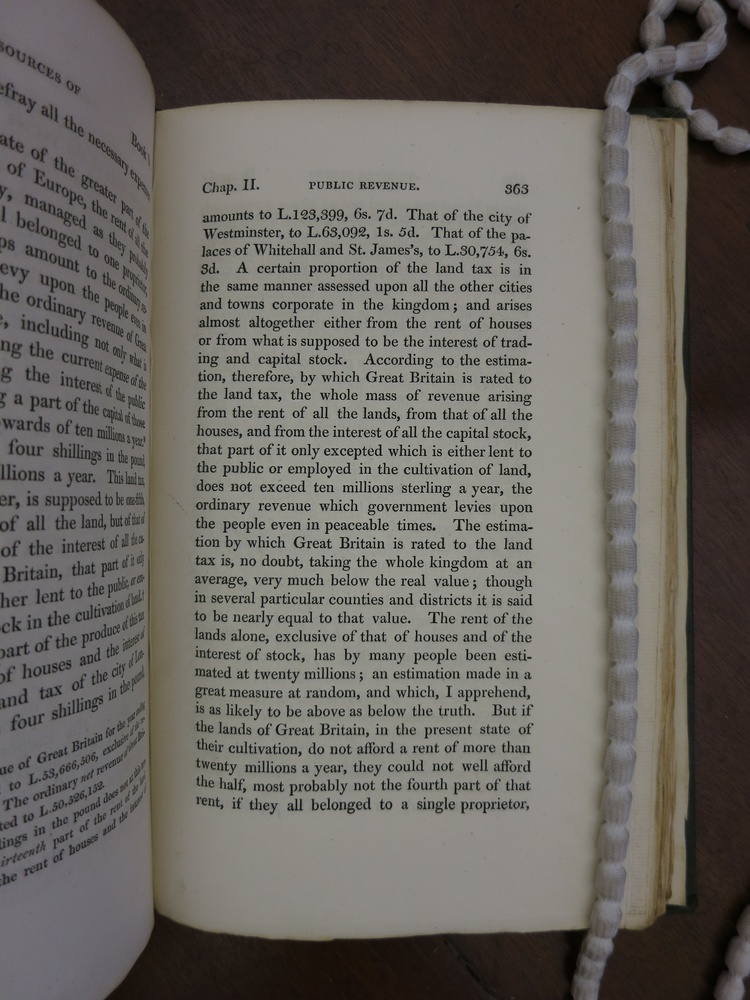 SOURCES OF
Book
efray all the necessary expenses
ate of the greater part of the
of Europe, the rent of all the
y, managed as they probably
l belonged to one proprietor,
ps amount to the ordinary
evy upon the people even in
he ordinary revenue of Great
e, including not only what is
ng the current expense of the
g the interest of the public
g a part of the capital of those
wards of ten millions a year.
four shillings in the pound
llions a year. This land tax,
er, is supposed to be one-fifth,
of all the land, but of that of
of the interest of all the ca-
Britain, that part of it only
her lent to the public, or em-
ck in the cultivation of land.
part of the produce of this tax
of houses and the interest of
and tax of the city of Lon-
four shillings in the pound
ue of Great Britain for the year ending
to L.53,666,506, exclusive of the
The ordinary net revenue of Great
ted to L.50,526,152.
lings in the pound does not at
irteenth part of the rent of the
he rent of houses and the interest of
Chap. II. PUBLIC REVENUE. 363
amounts to L.123,399, 6s. 7d. That of the city of
Westminster, to L.63,092, 1s. 5d. That of the pa-
laces of Whitehall and St. James's, to L.30,754, 6s.
3d. A certain proportion of the land tax is in
the same manner assessed upon all the other cities
and towns corporate in the kingdom; and arises
almost altogether either from the rent of houses
or from what is supposed to be the interest of trad-
ing and capital stock. According to the estima-
tion, therefore, by which Great Britain is rated to
the land tax, the whole mass of revenue arising
from the rent of all the lands, from that of all the
houses, and from the interest of all the capital stock,
that part of it only excepted which is either lent to
the public or employed in the cultivation of land,
does not exceed ten millions sterling a year, the
ordinary revenue which government levies upon
the people even in peaceable times. The estima-
tion by which Great Britain is rated to the land
tax is, no doubt, taking the whole kingdom at an
average, very much below the real value; though
in several particular counties and districts it is said
to be nearly equal to that value. The rent of the
lands alone, exclusive of that of houses and of the
interest of stock, has by many people been esti-
mated at twenty millions; an estimation made in a
great measure at random, and which, I apprehend,
is as likely to be above as below the truth. But if
the lands of Great Britain, in the present state of
their cultivation, do not afford a rent of more than
twenty millions a year, they could not well afford
the half, most probably not the fourth part of that
rent, if they all belonged to a single proprietor,